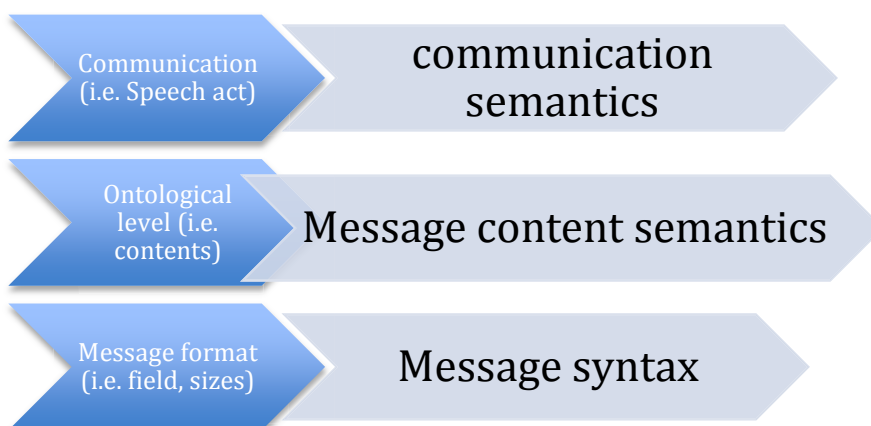 Communication
(i.e. Speech act)
communication
semantics
Ontological
level (i.e.
contents)
Message content semantics
Message format
(i.e. field, sizes)
Message syntax